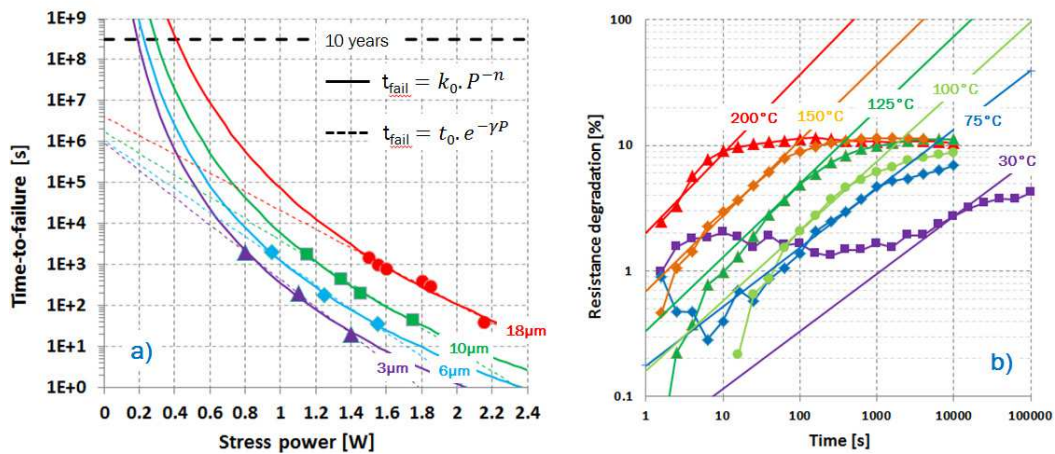 Time-to-failure [s]
1E+9
1E+8
1E+7
1E+6
1E+5
1E+4
1E+3
1E+2
1E+1
1E+0
10 years
t_fail = k₀. P⁻ⁿ
t_fail = t₀. e^−γP
a)
18µm
10µm
6µm
3µm
0 0.2 0.4 0.6 0.8 1 1.2 1.4 1.6 1.8 2 2.2 2.4
Stress power [W]
Resistance degradation [%]
100
10
1
0.1
200°C
150°C
125°C
100°C
75°C
30°C
b)
1 10 100 1000 10000 100000
Time [s]